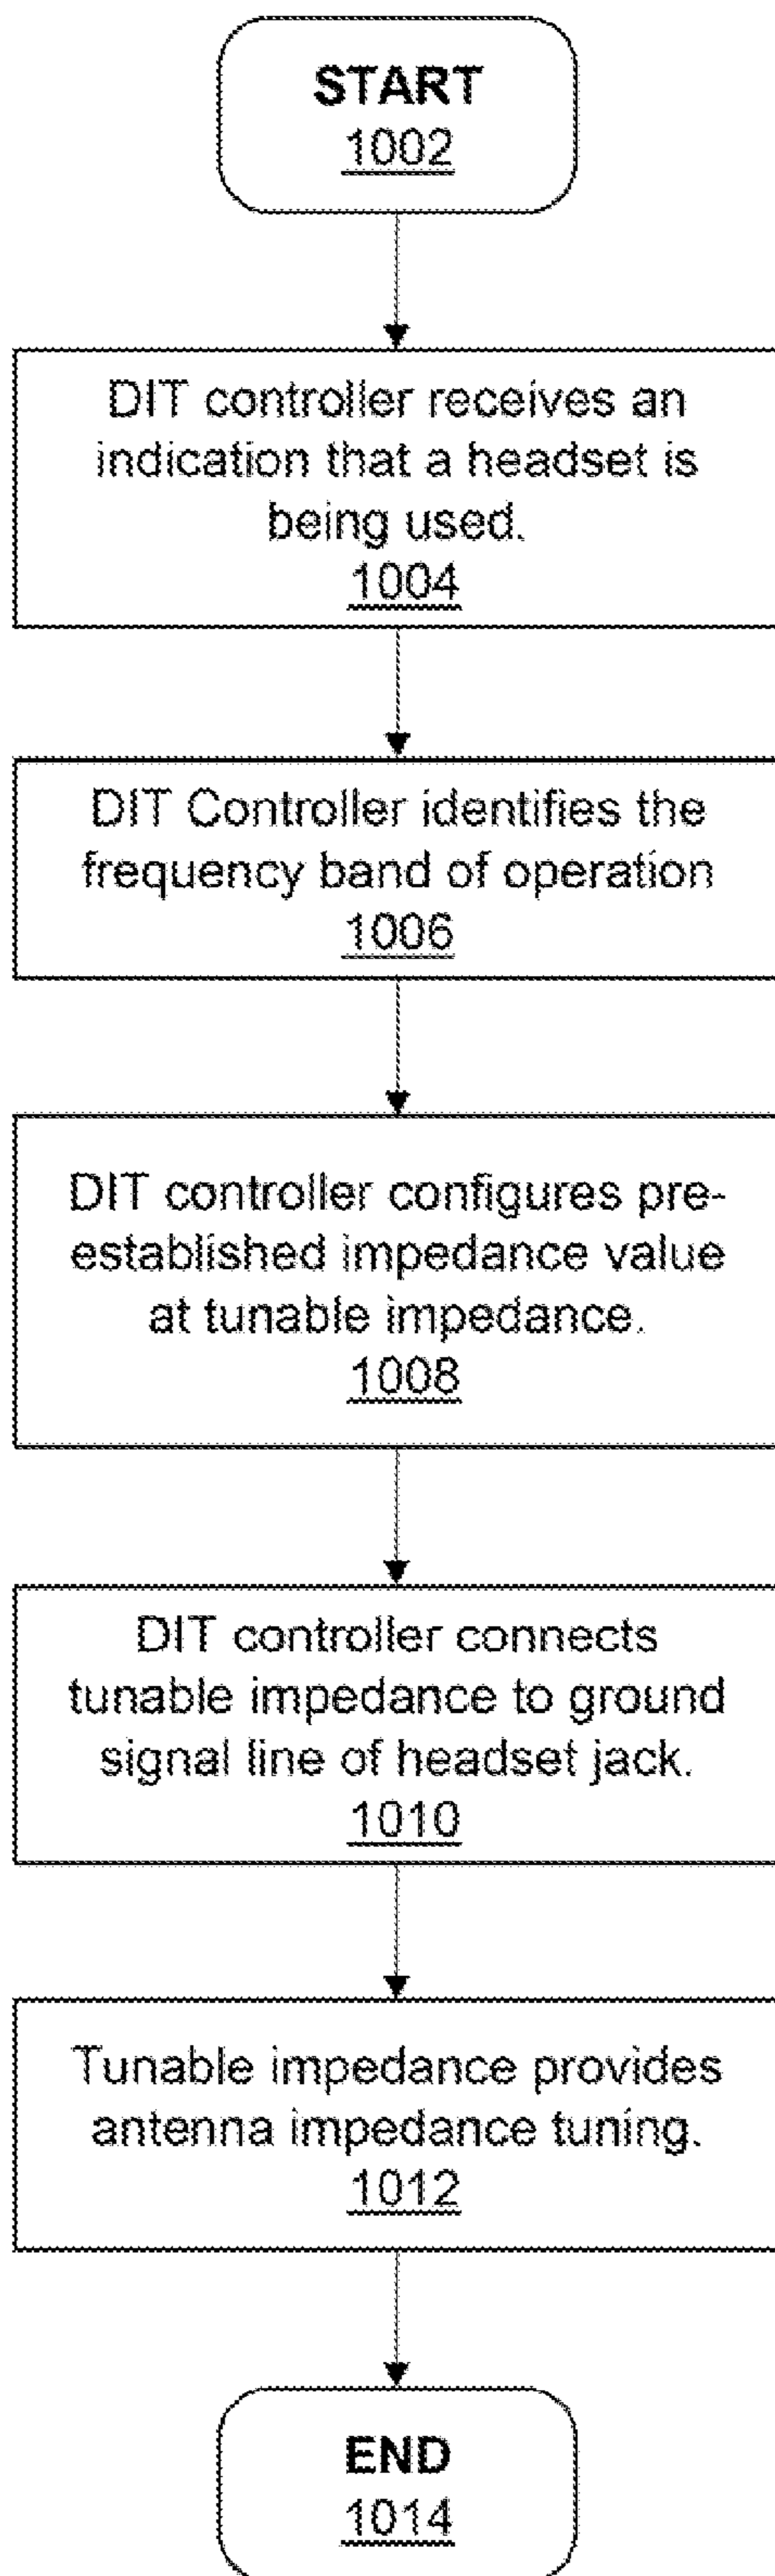 START
1002
DIT controller receives an
indication that a headset is
being used.
1004
DIT Controller identifies the
frequency band of operation
1006
DIT controller configures pre-
established impedance value
at tunable impedance.
1008
DIT controller connects
tunable impedance to ground
signal line of headset jack.
1010
Tunable impedance provides
antenna impedance tuning.
1012
END
1014